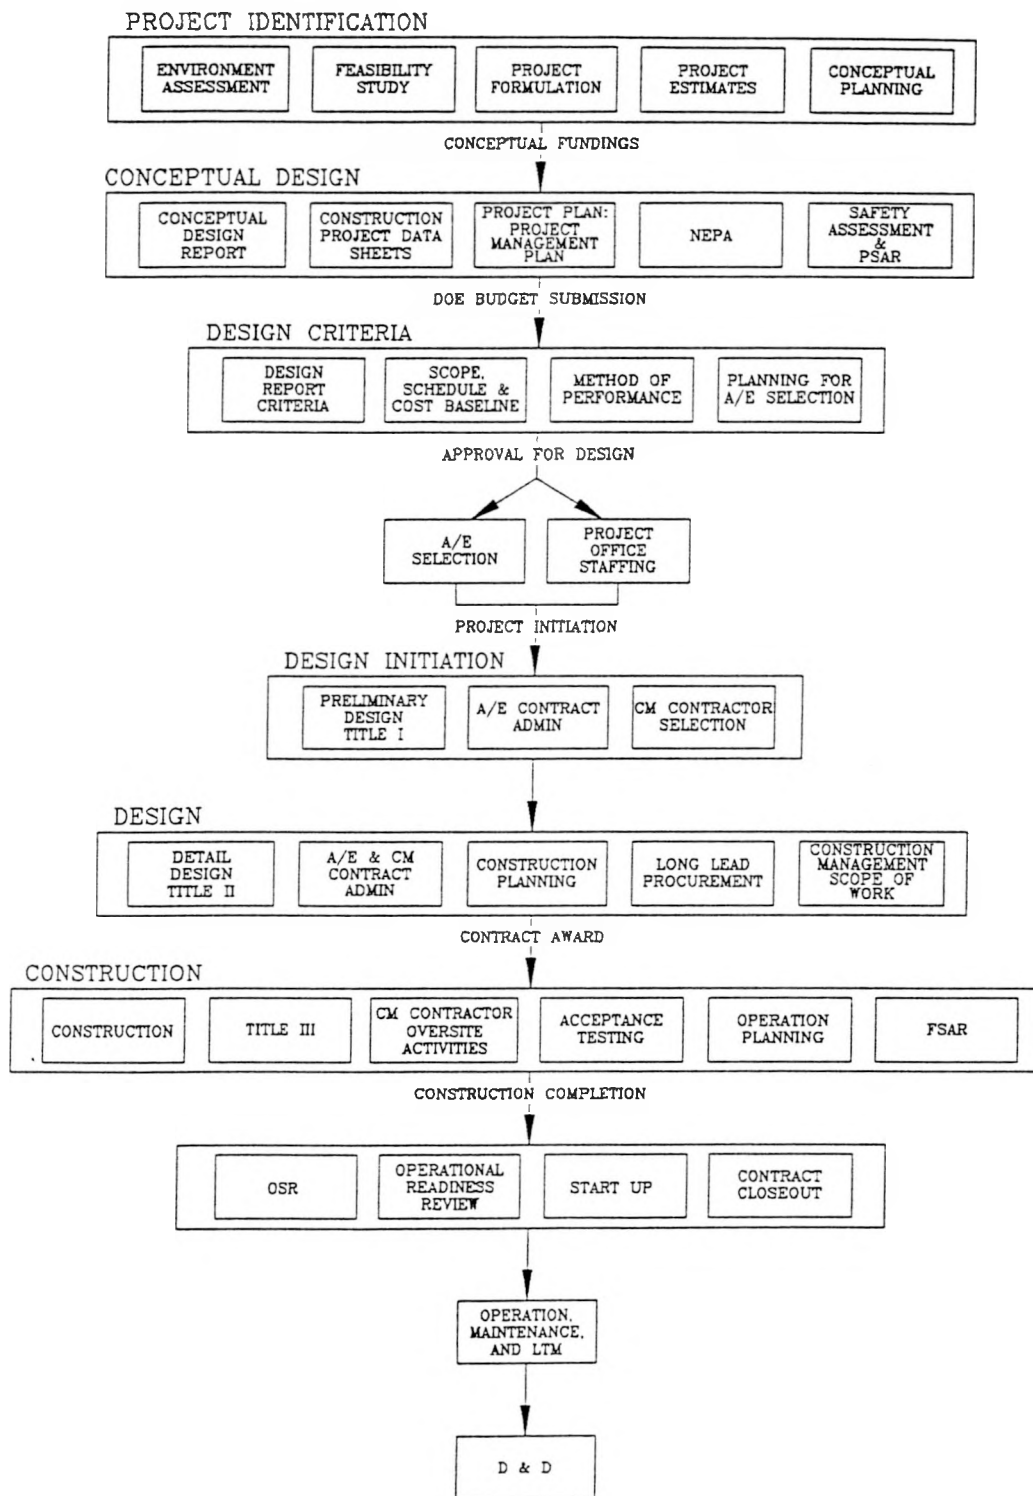 PROJECT IDENTIFICATION
ENVIRONMENT
ASSESSMENT
FEASIBILITY
STUDY
PROJECT
FORMULATION
PROJECT
ESTIMATES
CONCEPTUAL
PLANNING
CONCEPTUAL FUNDINGS
CONCEPTUAL DESIGN
CONCEPTUAL
DESIGN
REPORT
CONSTRUCTION
PROJECT DATA
SHEETS
PROJECT PLAN:
PROJECT
MANAGEMENT
PLAN
NEPA
SAFETY
ASSESSMENT
&
PSAR
DOE BUDGET SUBMISSION
DESIGN CRITERIA
DESIGN
REPORT
CRITERIA
SCOPE,
SCHEDULE &
COST BASELINE
METHOD OF
PERFORMANCE
PLANNING FOR
A/E SELECTION
APPROVAL FOR DESIGN
A/E
SELECTION
PROJECT
OFFICE
STAFFING
PROJECT INITIATION
DESIGN INITIATION
PRELIMINARY
DESIGN
TITLE I
A/E CONTRACT
ADMIN
CM CONTRACTOR
SELECTION
DESIGN
DETAIL
DESIGN
TITLE II
A/E & CM
CONTRACT
ADMIN
CONSTRUCTION
PLANNING
LONG LEAD
PROCUREMENT
CONSTRUCTION
MANAGEMENT
SCOPE OF
WORK
CONTRACT AWARD
CONSTRUCTION
CONSTRUCTION
TITLE III
CM CONTRACTOR
OVERSITE
ACTIVITIES
ACCEPTANCE
TESTING
OPERATION
PLANNING
FSAR
CONSTRUCTION COMPLETION
OSR
OPERATIONAL
READINESS
REVIEW
START UP
CONTRACT
CLOSEOUT
OPERATION,
MAINTENANCE,
AND LTM
D & D